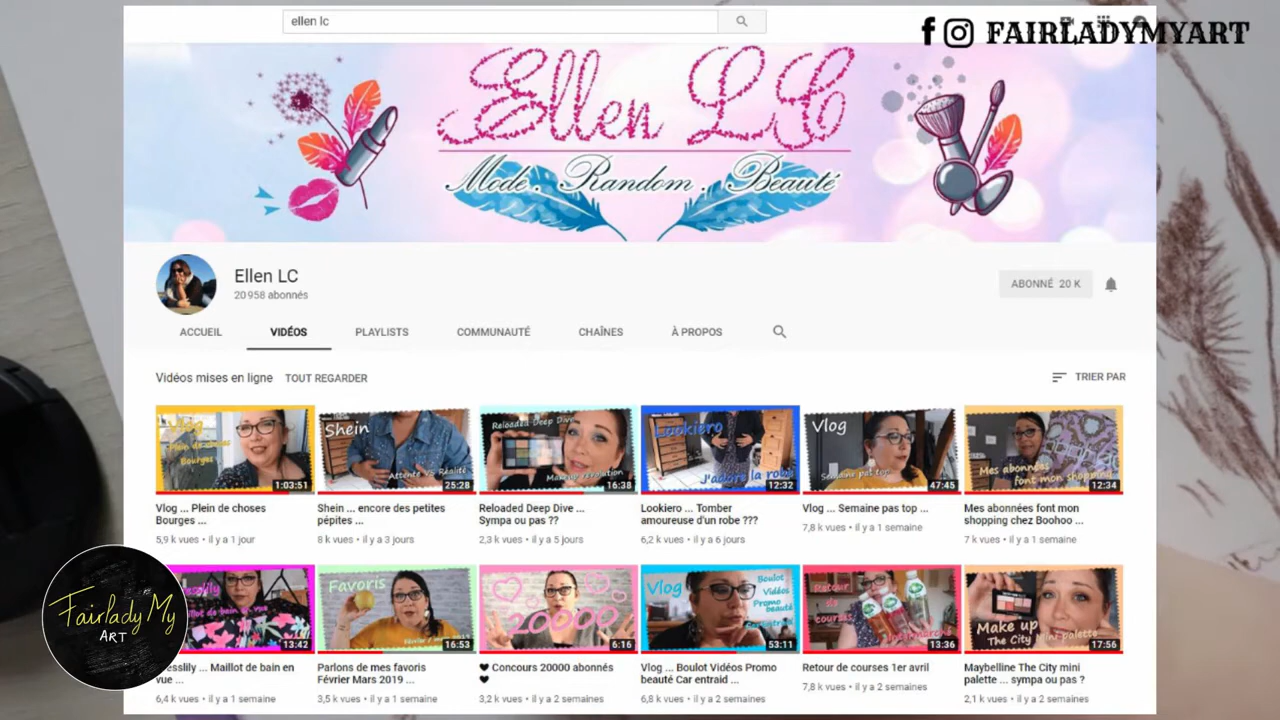 ellen lc
FAIRLADYMYART
Ellen LC
Mode . Random . Beauté
Ellen LC
20 958 abonnés
ABONNÉ 20 K
ACCUEIL VIDÉOS PLAYLISTS COMMUNAUTÉ CHAÎNES À PROPOS
Vidéos mises en ligne TOUT REGARDER
TRIER PAR
Vlog
Plein de choses
Bourges
1:03:51
Shein
Attente VS Réalité
25:28
Reloaded Deep Dive
Makeup revolution
16:38
Lookiero
J'adore la robe
12:32
Vlog
Semaine pas top
47:45
Mes abonnées
font mon shopping
12:34
Vlog ... Plein de choses
Bourges ...
5,9 k vues • il y a 1 jour
Shein ... encore des petites
pépites ...
8 k vues • il y a 3 jours
Reloaded Deep Dive ...
Sympa ou pas ??
2,3 k vues • il y a 5 jours
Lookiero ... Tomber
amoureuse d'un robe ???
6,2 k vues • il y a 6 jours
Vlog ... Semaine pas top ...
7,8 k vues • il y a 1 semaine
Mes abonnées font mon
shopping chez Boohoo ...
7 k vues • il y a 1 semaine
13:42
Favoris
16:53
20000
6:16
Vlog
Boulot
Vidéos
Promo
beauté
53:11
Retour
de
courses
13:36
Make up
The City Mini palette
17:56
esslily ... Maillot de bain en
vue ...
6,4 k vues • il y a 1 semaine
Parlons de mes favoris
Février Mars 2019 ...
3,5 k vues • il y a 1 semaine
♥ Concours 20000 abonnés
♥
3,2 k vues • il y a 2 semaines
Vlog ... Boulot Vidéos Promo
beauté Car entraid ...
6,8 k vues • il y a 2 semaines
Retour de courses 1er avril
7,8 k vues • il y a 2 semaines
Maybelline The City mini
palette ... sympa ou pas ?
2,1 k vues • il y a 2 semaines
Fairlady My
ART